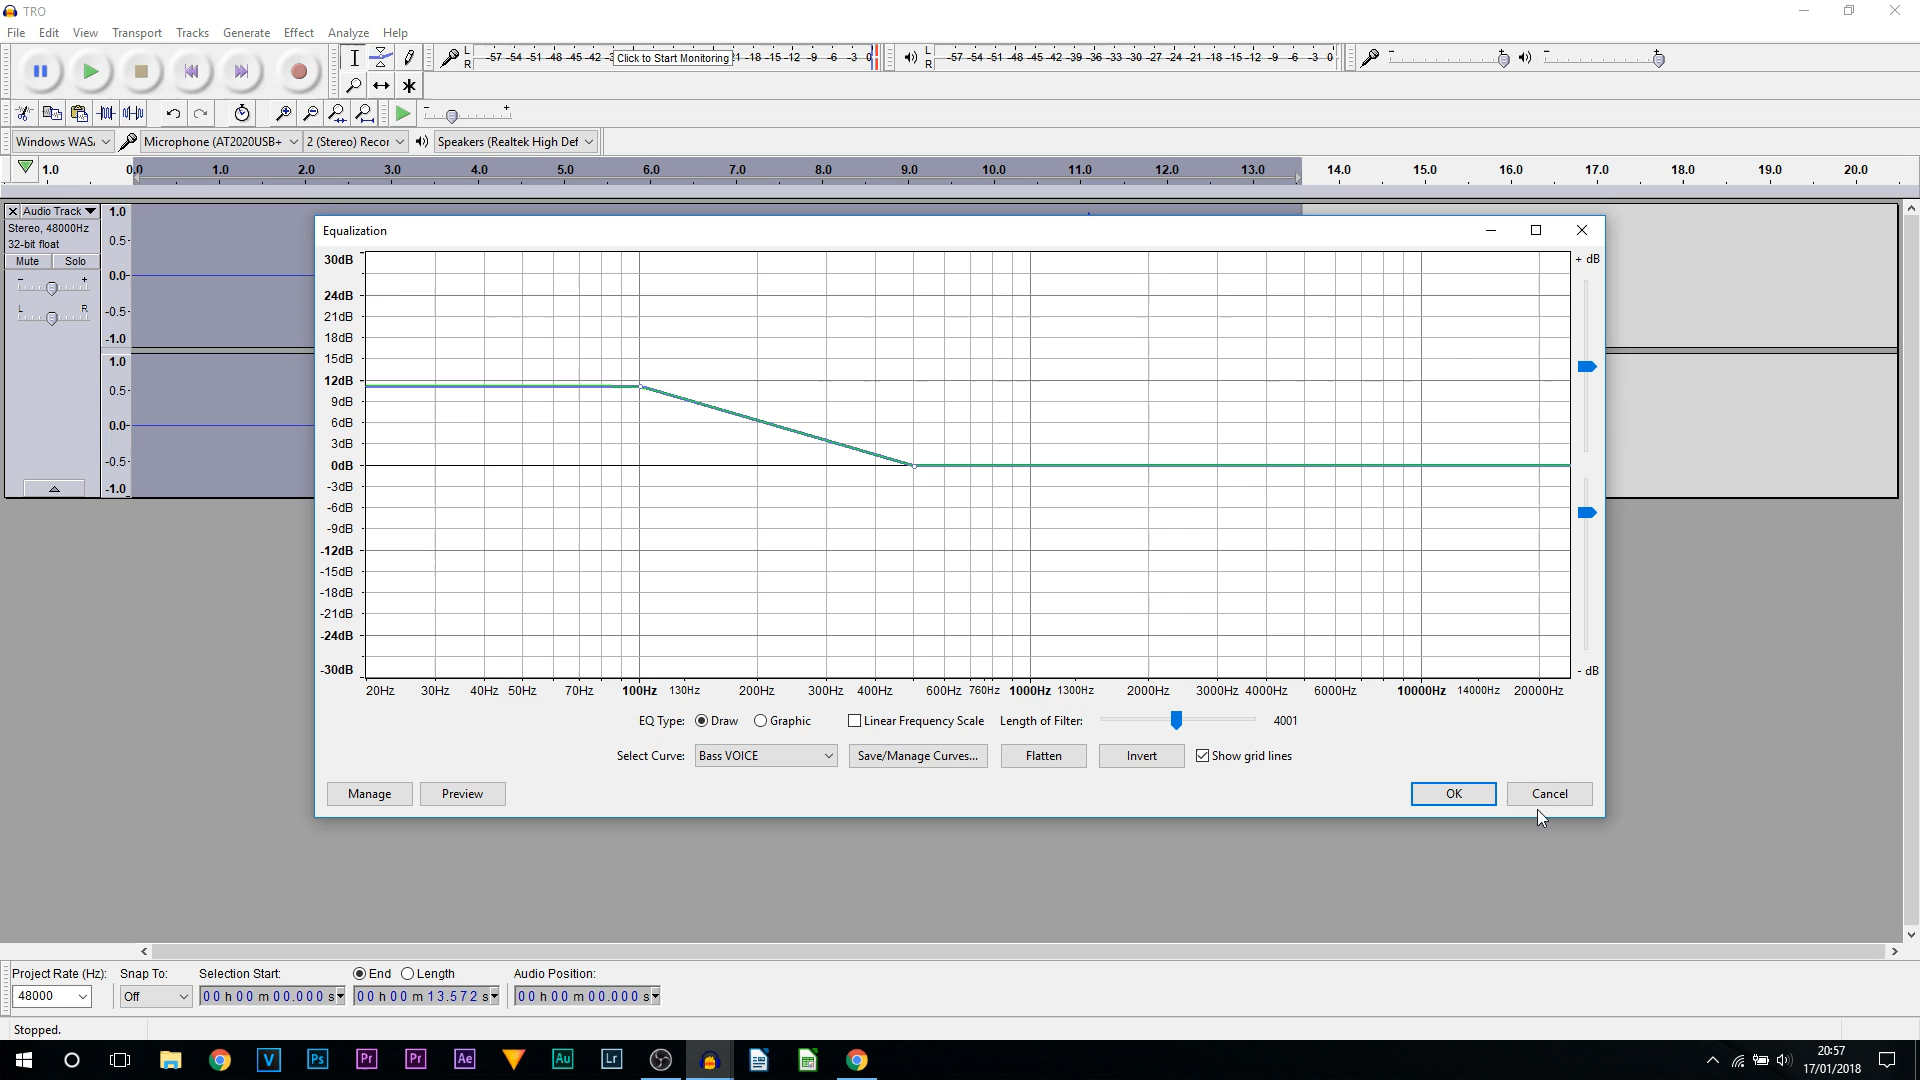 TRO
File Edit View Transport Tracks Generate Effect Analyze Help
L
R
-57 -54 -51 -48 -45 -42 -3 Click to Start Monitoring 21 -18 -15 -12 -9 -6 -3 0
L
R
-57 -54 -51 -48 -45 -42 -39 -36 -33 -30 -27 -24 -21 -18 -15 -12 -9 -6 -3 0
- +
Windows WAS Microphone (AT2020USB+ 2 (Stereo) Recor Speakers (Realtek High Def
1.0 0.0 1.0 2.0 3.0 4.0 5.0 6.0 7.0 8.0 9.0 10.0 11.0 12.0 13.0 14.0 15.0 16.0 17.0 18.0 19.0 20.0
Audio Track
Stereo, 48000Hz
32-bit float
Mute Solo
- +
L R
1.0
0.5-
0.0-
-0.5-
-1.0
1.0
0.5-
0.0-
-0.5-
-1.0
Equalization
30dB
24dB
21dB
18dB
15dB
12dB
9dB
6dB
3dB
0dB
-3dB
-6dB
-9dB
-12dB
-15dB
-18dB
-21dB
-24dB
-30dB
+ dB
- dB
20Hz 30Hz 40Hz 50Hz 70Hz 100Hz 130Hz 200Hz 300Hz 400Hz 600Hz 760Hz 1000Hz 1300Hz 2000Hz 3000Hz 4000Hz 6000Hz 10000Hz 14000Hz 20000Hz
EQ Type: Draw Graphic Linear Frequency Scale Length of Filter: 4001
Select Curve: Bass VOICE Save/Manage Curves... Flatten Invert Show grid lines
Manage Preview OK Cancel
Project Rate (Hz): Snap To: Selection Start: End Length Audio Position:
48000 Off 00 h 00 m 00.000 s 00 h 00 m 13.572 s 00 h 00 m 00.000 s
Stopped.
V Ps Pr Pr Ae Au Lr
20:57
17/01/2018